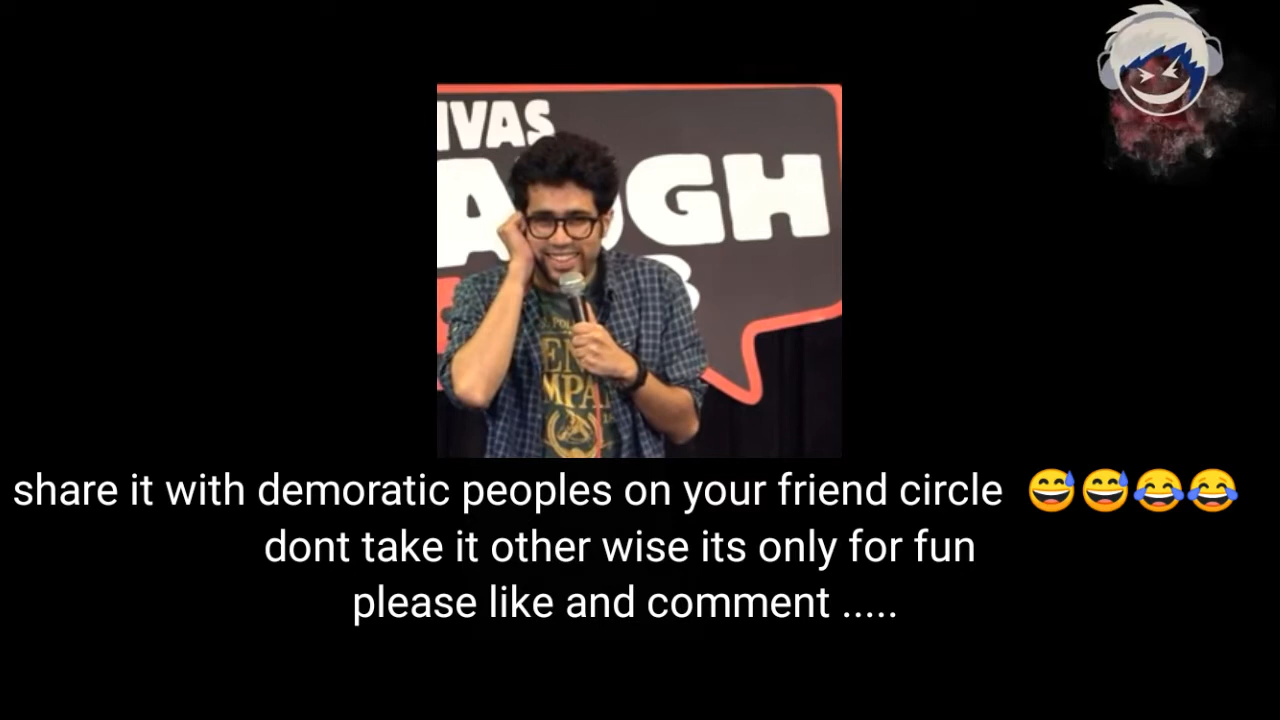 IVAS
AUGH
share it with demoratic peoples on your friend circle 😅😅😂😂
dont take it other wise its only for fun
please like and comment .....